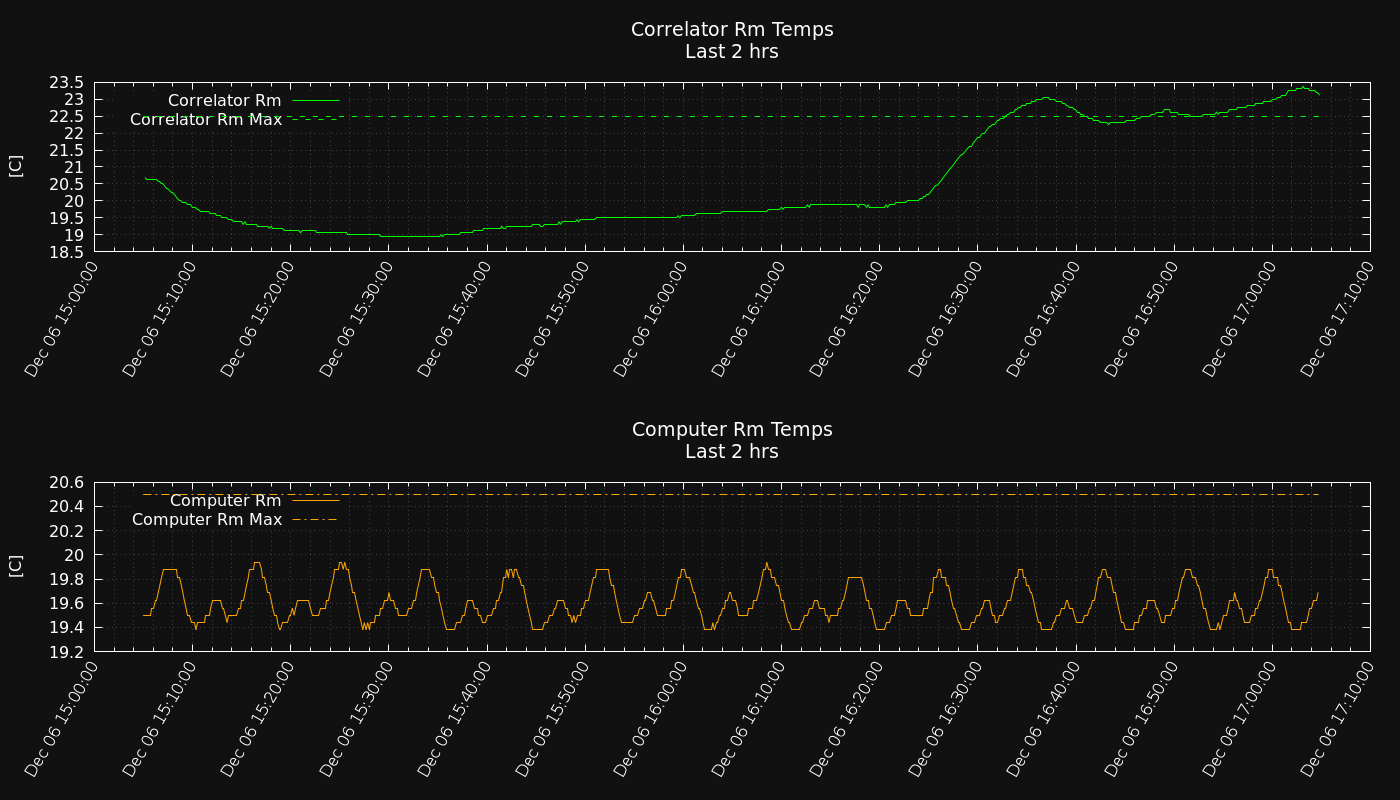 Correlator Rm Temps
Last 2 hrs
23.5
23
22.5
22
21.5
21
20.5
20
19.5
19
18.5
[C]
Correlator Rm
Correlator Rm Max
Dec 06 15:00:00
Dec 06 15:10:00
Dec 06 15:20:00
Dec 06 15:30:00
Dec 06 15:40:00
Dec 06 15:50:00
Dec 06 16:00:00
Dec 06 16:10:00
Dec 06 16:20:00
Dec 06 16:30:00
Dec 06 16:40:00
Dec 06 16:50:00
Dec 06 17:00:00
Dec 06 17:10:00
Computer Rm Temps
Last 2 hrs
20.6
20.4
20.2
20
19.8
19.6
19.4
19.2
[C]
Computer Rm
Computer Rm Max
Dec 06 15:00:00
Dec 06 15:10:00
Dec 06 15:20:00
Dec 06 15:30:00
Dec 06 15:40:00
Dec 06 15:50:00
Dec 06 16:00:00
Dec 06 16:10:00
Dec 06 16:20:00
Dec 06 16:30:00
Dec 06 16:40:00
Dec 06 16:50:00
Dec 06 17:00:00
Dec 06 17:10:00